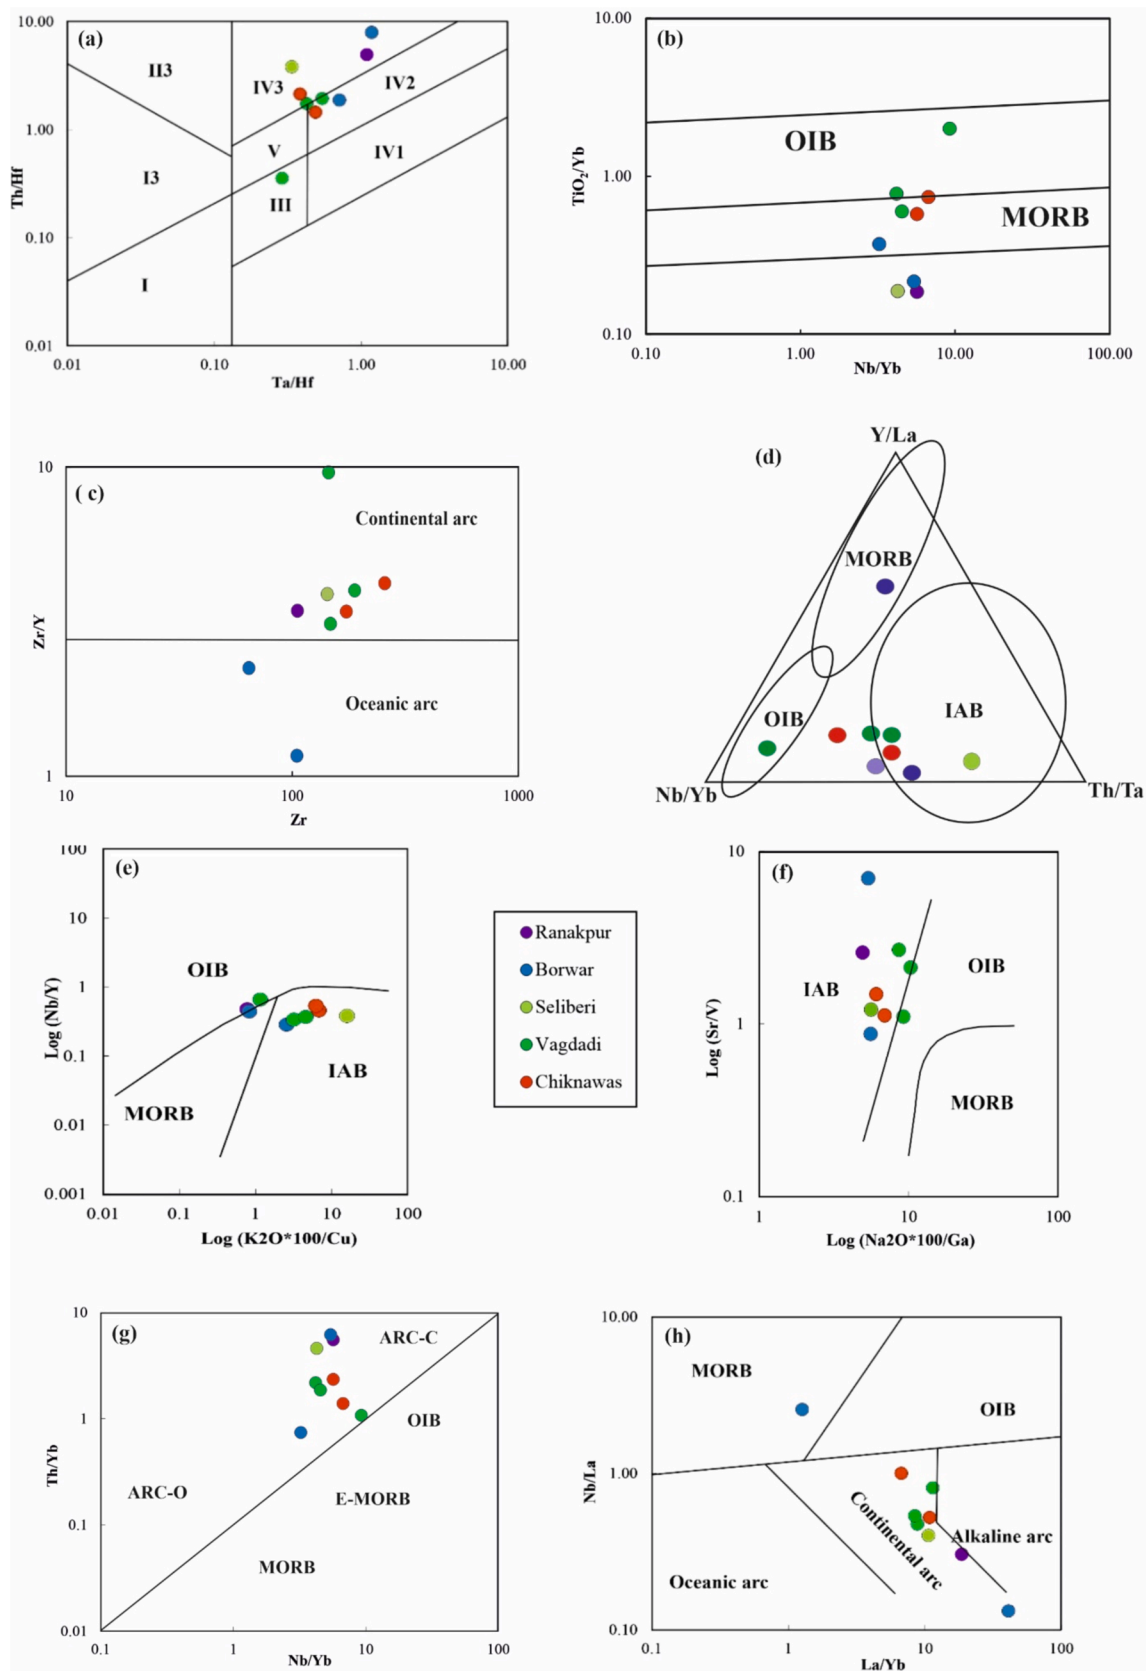 (a)
10.00
1.00
0.10
0.01
Th/Hf
II3
IV3
IV2
V
IV1
I3
III
I
0.01
0.10
1.00
10.00
Ta/Hf
(b)
10.00
1.00
0.10
TiO₂/Yb
OIB
MORB
0.10
1.00
10.00
100.00
Nb/Yb
( c)
10
1
Zr/Y
Continental arc
Oceanic arc
10
100
1000
Zr
(d)
Y/La
MORB
OIB
IAB
Nb/Yb
Th/Ta
(e)
100
10
1
0.1
0.01
0.001
Log (Nb/Y)
OIB
IAB
MORB
0.01
0.1
1
10
100
Log (K2O*100/Cu)
Ranakpur
Borwar
Seliberi
Vagdadi
Chiknawas
(f)
10
1
0.1
Log (Sr/V)
OIB
IAB
MORB
1
10
100
Log (Na2O*100/Ga)
(g)
10
1
0.1
0.01
Th/Yb
ARC-C
OIB
ARC-O
E-MORB
MORB
0.1
1
10
100
Nb/Yb
(h)
10.00
1.00
0.10
Nb/La
MORB
OIB
Continental arc
Alkaline arc
Oceanic arc
0.1
1
10
100
La/Yb